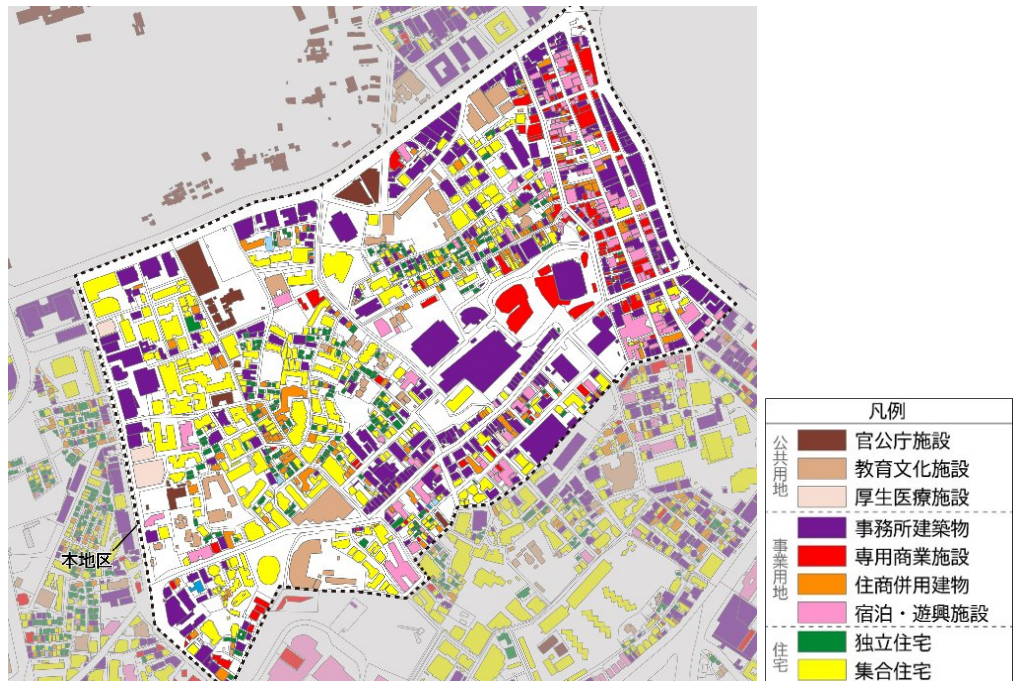 本地区
凡例
公共用地
官公庁施設
教育文化施設
厚生医療施設
事業用地
事務所建築物
専用商業施設
住商併用建物
宿泊・遊興施設
住宅
独立住宅
集合住宅